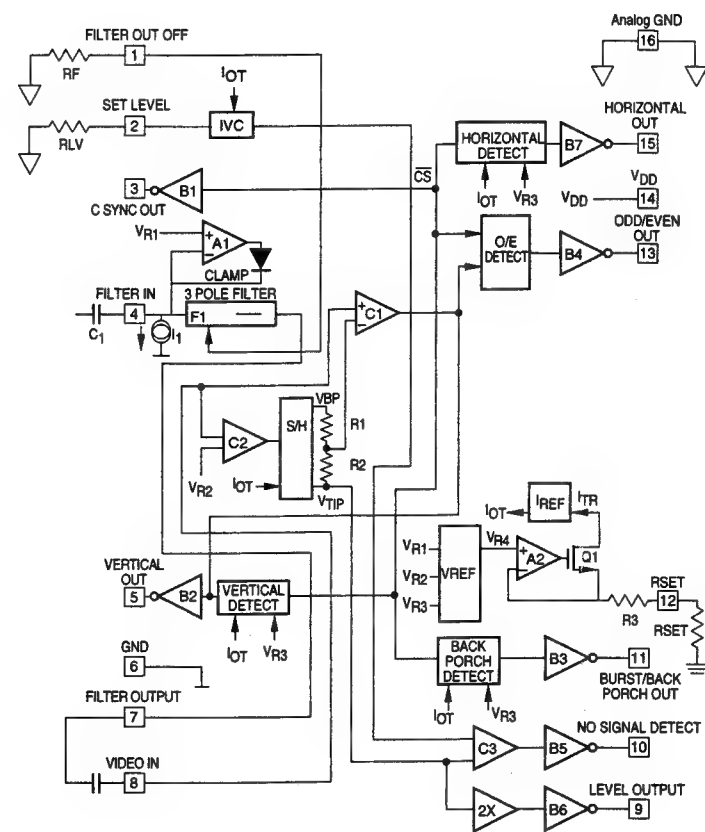 FILTER OUT OFF
1
RF
IOT
SET LEVEL
2
IVC
RLV
3
B1
C SYNC OUT
CS
VR1
+
A1
−
CLAMP
FILTER IN
3 POLE FILTER
4
F1
C1
I1
+
C1
−
VBP
S/H
R1
C2
R2
VR2
IOT
VTIP
VERTICAL
OUT
5
B2
VERTICAL
DETECT
IOT
VR3
GND
6
FILTER OUTPUT
7
VIDEO IN
8
Analog GND
16
HORIZONTAL
OUT
HORIZONTAL
DETECT
B7
15
IOT
VR3
VDD
VDD
14
ODD/EVEN
OUT
O/E
DETECT
B4
13
IOT
IREF
ITR
VR4
VR1
+
A2
−
Q1
VR2
VREF
VR3
RSET
12
R3
RSET
BACK
PORCH
DETECT
B3
11
IOT
VR3
BURST/BACK
PORCH OUT
C3
B5
NO SIGNAL DETECT
10
2X
B6
LEVEL OUTPUT
9